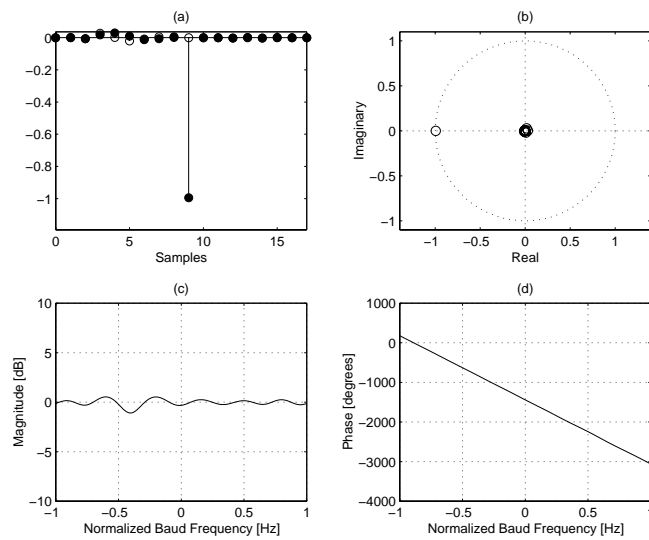 (a)
0
−0.2
−0.4
−0.6
−0.8
−1
0 5 10 15
Samples
(b)
1
0.5
0
−0.5
−1
−1 −0.5 0 0.5 1
Imaginary
Real
(c)
10
5
0
−5
−10
−1 −0.5 0 0.5 1
Magnitude [dB]
Normalized Baud Frequency [Hz]
(d)
1000
0
−1000
−2000
−3000
−4000
−1 −0.5 0 0.5 1
Phase [degrees]
Normalized Baud Frequency [Hz]